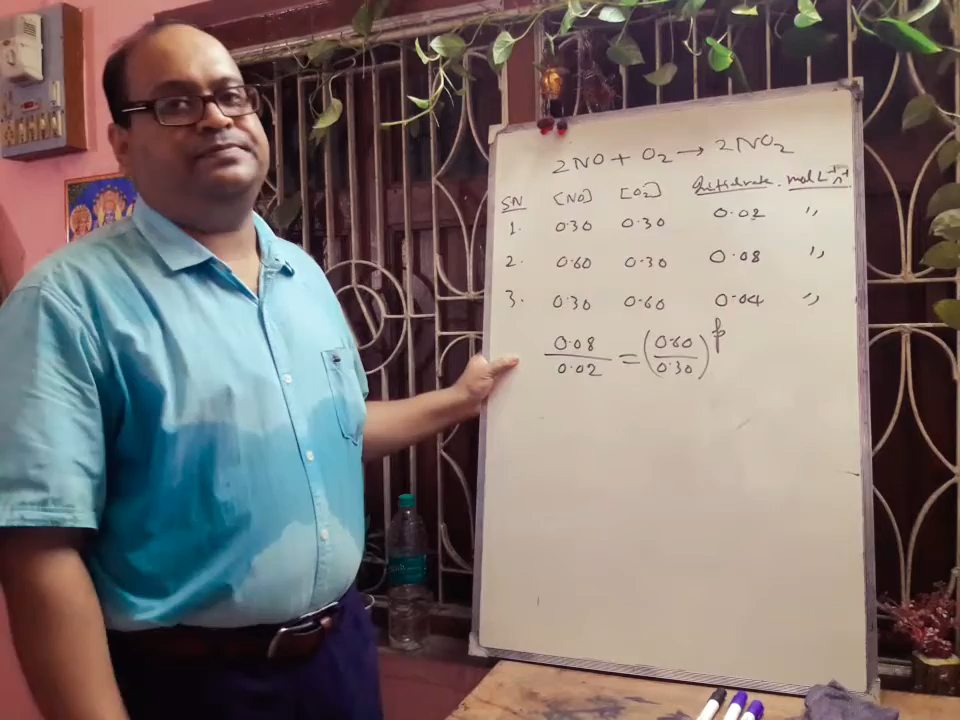 2NO + O₂ → 2NO₂
SN [NO] [O₂] Initial rate. mol L⁻¹s⁻¹
1. 0.30 0.30 0.02 ,,
2. 0.60 0.30 0.08 ,,
3. 0.30 0.60 0.04 ,,
0.08/0.02 = (0.60/0.30)^p